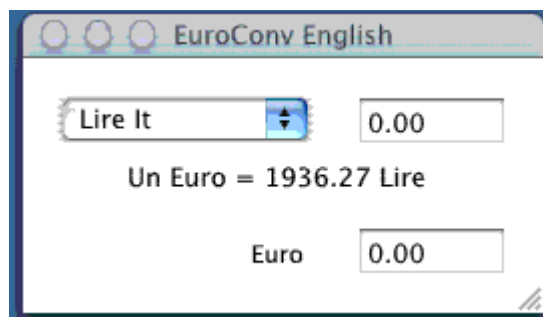 EuroConv English
Lire It 0.00
Un Euro = 1936.27 Lire
Euro 0.00